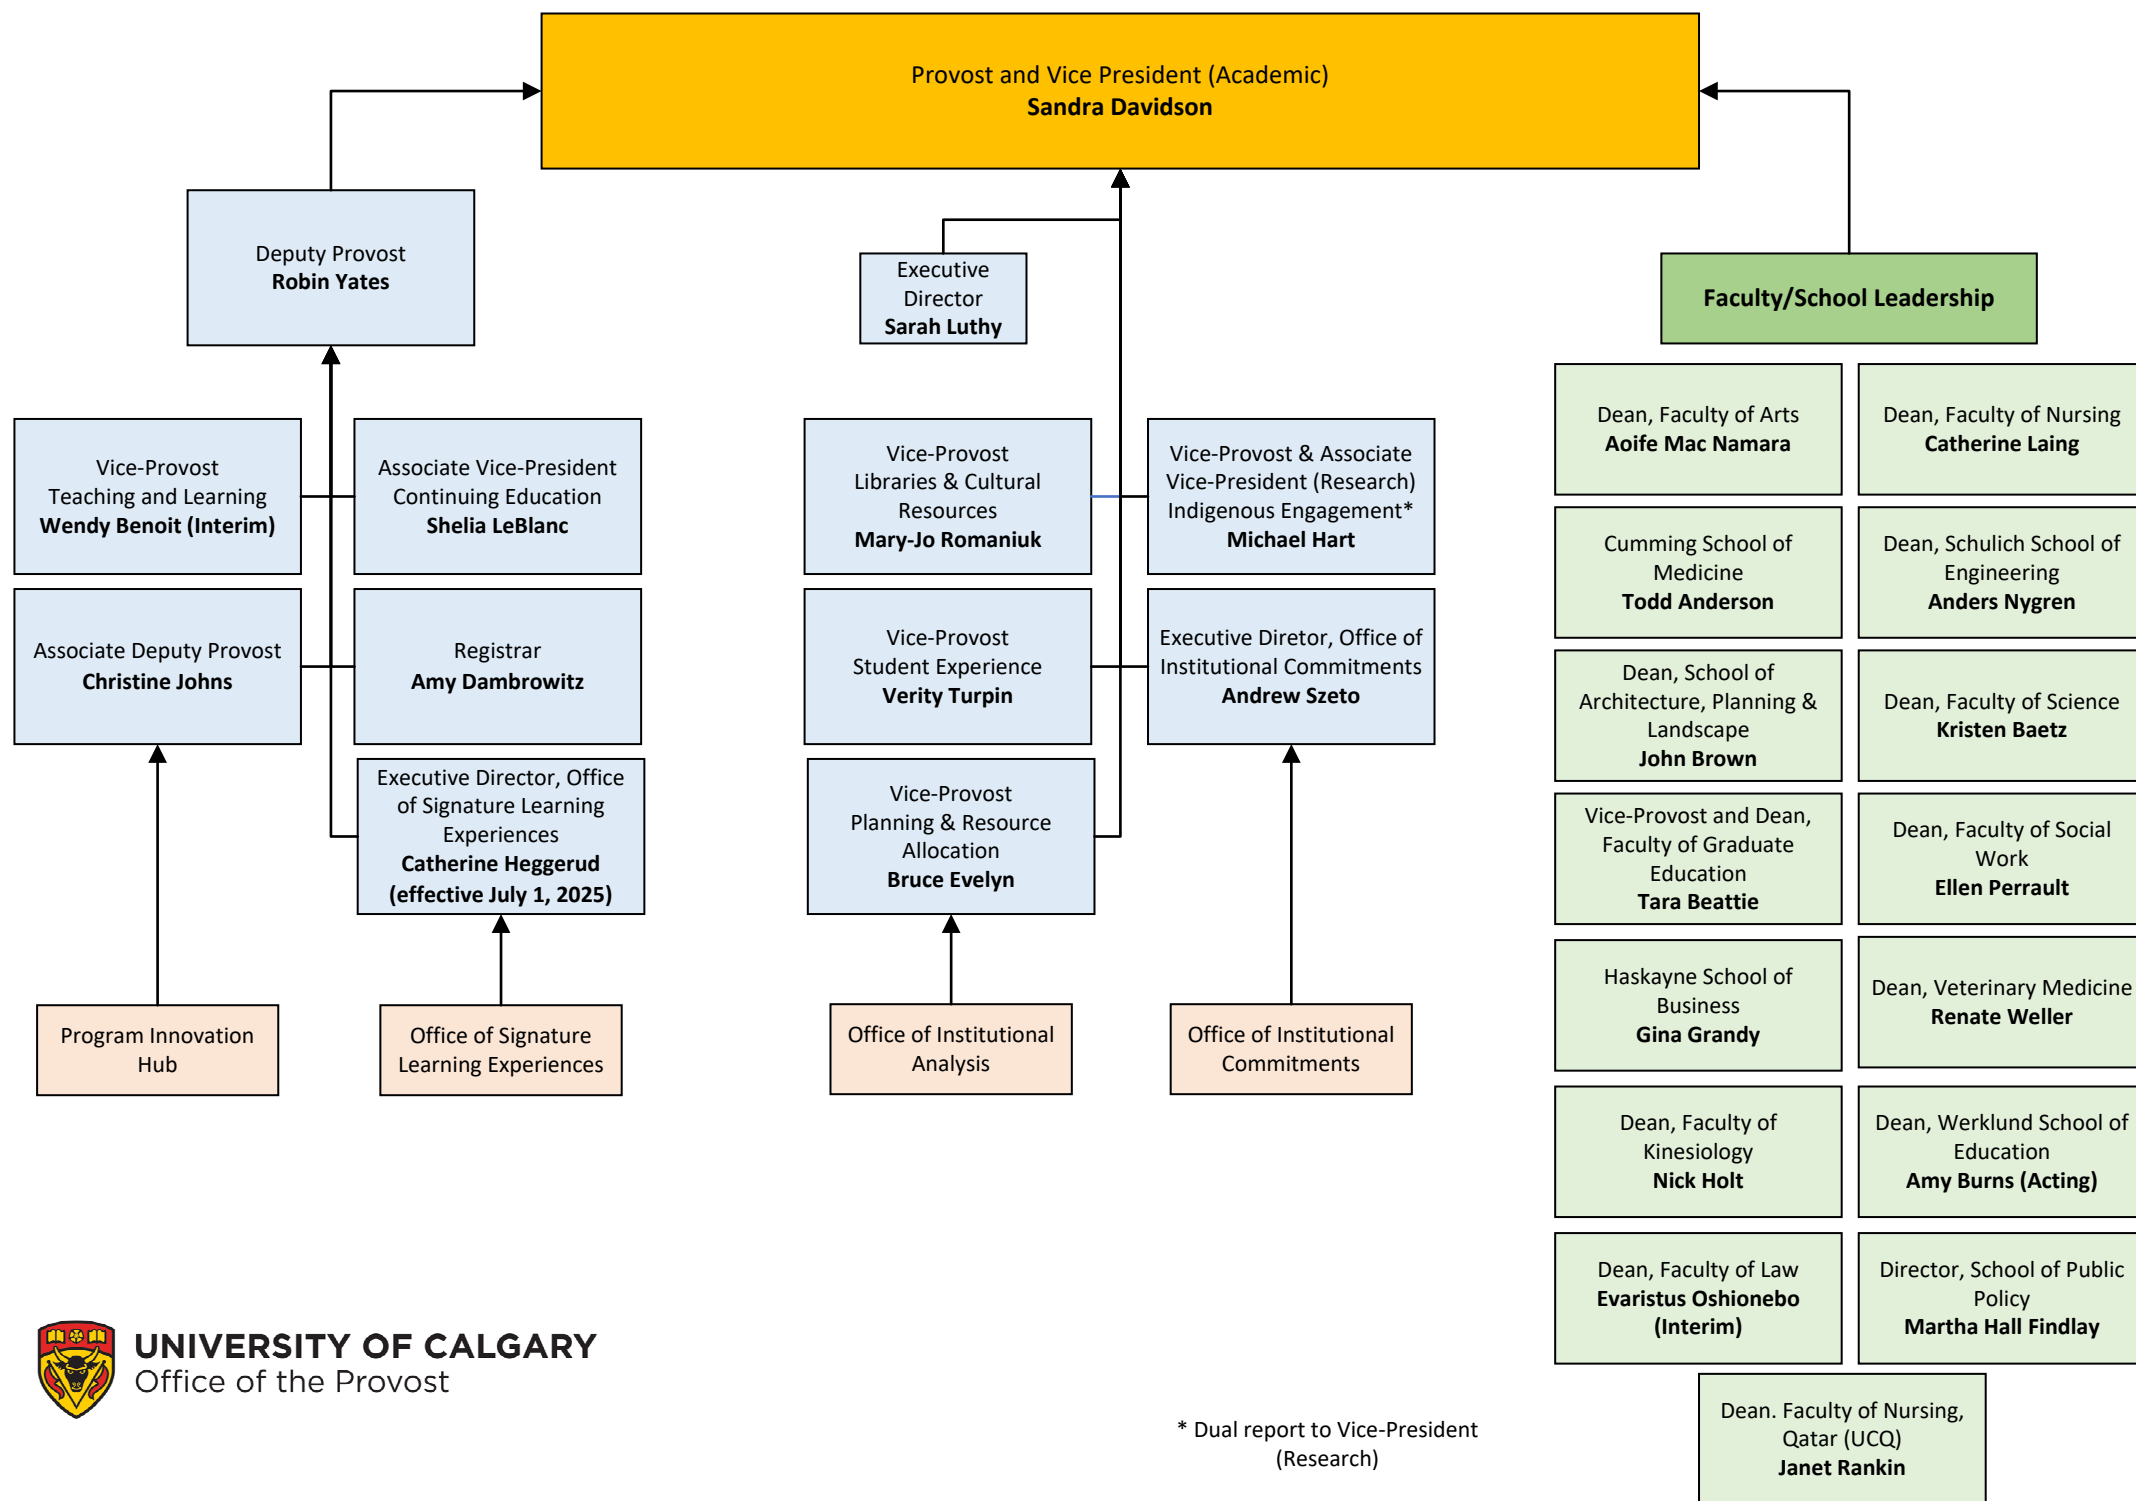 Provost and Vice President (Academic)
Sandra Davidson
Deputy Provost
Robin Yates
Executive
Director
Sarah Luthy
Faculty/School Leadership
Vice-Provost
Teaching and Learning
Wendy Benoit (Interim)
Associate Vice-President
Continuing Education
Shelia LeBlanc
Associate Deputy Provost
Christine Johns
Registrar
Amy Dambrowitz
Executive Director, Office
of Signature Learning
Experiences
Catherine Heggerud
(effective July 1, 2025)
Program Innovation
Hub
Office of Signature
Learning Experiences
Vice-Provost
Libraries & Cultural
Resources
Mary-Jo Romaniuk
Vice-Provost & Associate
Vice-President (Research)
Indigenous Engagement*
Michael Hart
Vice-Provost
Student Experience
Verity Turpin
Executive Diretor, Office of
Institutional Commitments
Andrew Szeto
Vice-Provost
Planning & Resource
Allocation
Bruce Evelyn
Office of Institutional
Analysis
Office of Institutional
Commitments
Dean, Faculty of Arts
Aoife Mac Namara
Dean, Faculty of Nursing
Catherine Laing
Cumming School of
Medicine
Todd Anderson
Dean, Schulich School of
Engineering
Anders Nygren
Dean, School of
Architecture, Planning &
Landscape
John Brown
Dean, Faculty of Science
Kristen Baetz
Vice-Provost and Dean,
Faculty of Graduate
Education
Tara Beattie
Dean, Faculty of Social
Work
Ellen Perrault
Haskayne School of
Business
Gina Grandy
Dean, Veterinary Medicine
Renate Weller
Dean, Faculty of
Kinesiology
Nick Holt
Dean, Werklund School of
Education
Amy Burns (Acting)
Dean, Faculty of Law
Evaristus Oshionebo
(Interim)
Director, School of Public
Policy
Martha Hall Findlay
Dean. Faculty of Nursing,
Qatar (UCQ)
Janet Rankin
UNIVERSITY OF CALGARY
Office of the Provost
* Dual report to Vice-President
(Research)